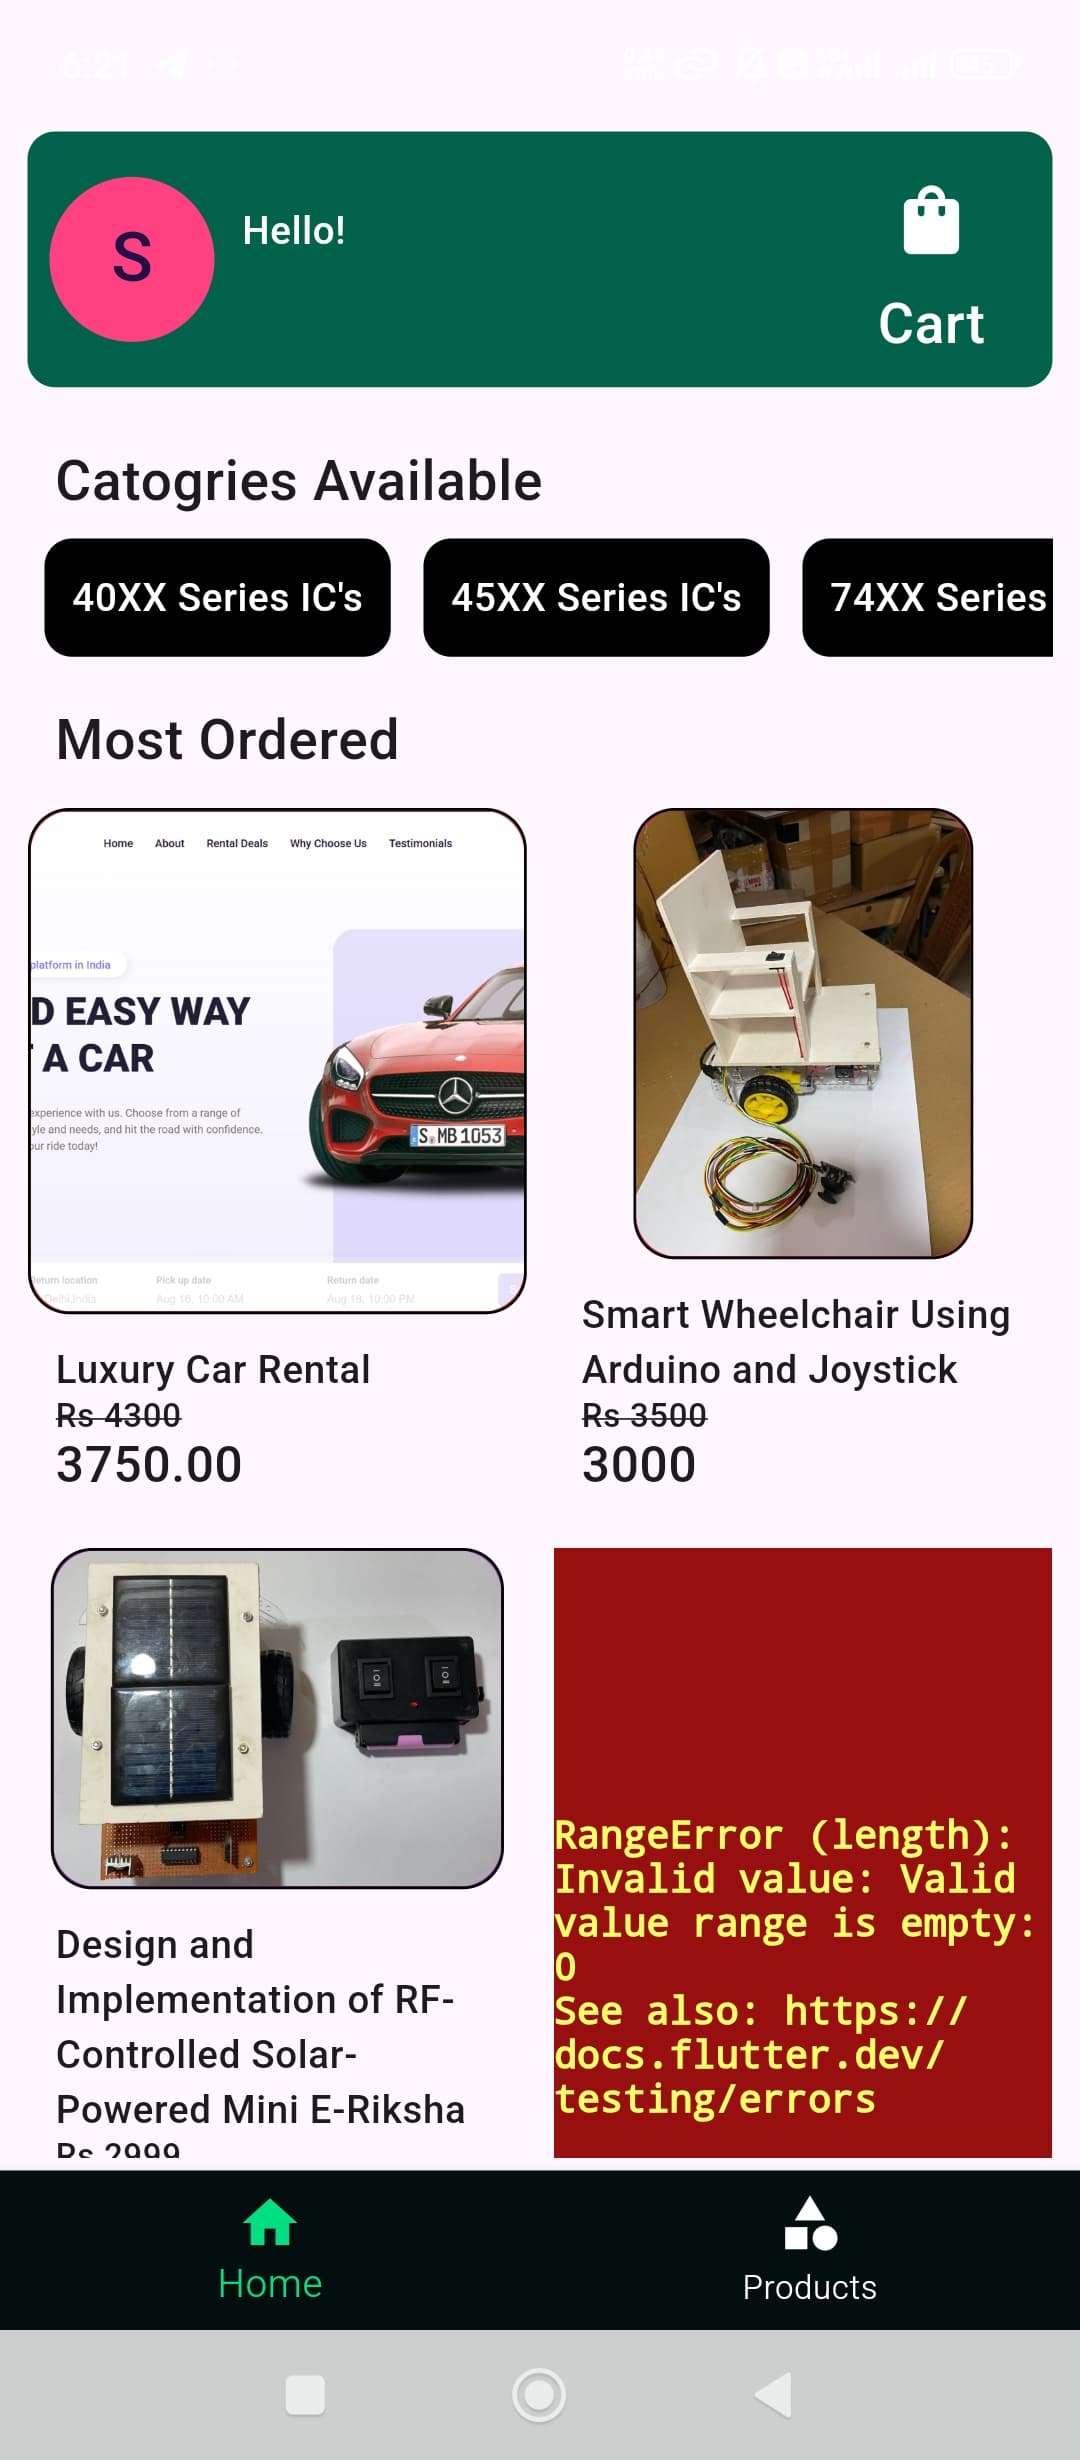 6:21
S
Hello!
Cart
Catogries Available
40XX Series IC's
45XX Series IC's
74XX Series
Most Ordered
Home About Rental Deals Why Choose Us Testimonials
platform in India
D EASY WAY
A CAR
experience with us. Choose from a range of
yle and needs, and hit the road with confidence.
our ride today!
S MB 1053
Return location Pick up date Return date
Delhi,India Aug 16, 10:00 AM Aug 18, 10:00 PM
Luxury Car Rental
Rs 4300
3750.00
Smart Wheelchair Using
Arduino and Joystick
Rs 3500
3000
Design and
Implementation of RF-
Controlled Solar-
Powered Mini E-Riksha
Rs 2999
RangeError (length):
Invalid value: Valid
value range is empty:
0
See also: https://
docs.flutter.dev/
testing/errors
Home
Products